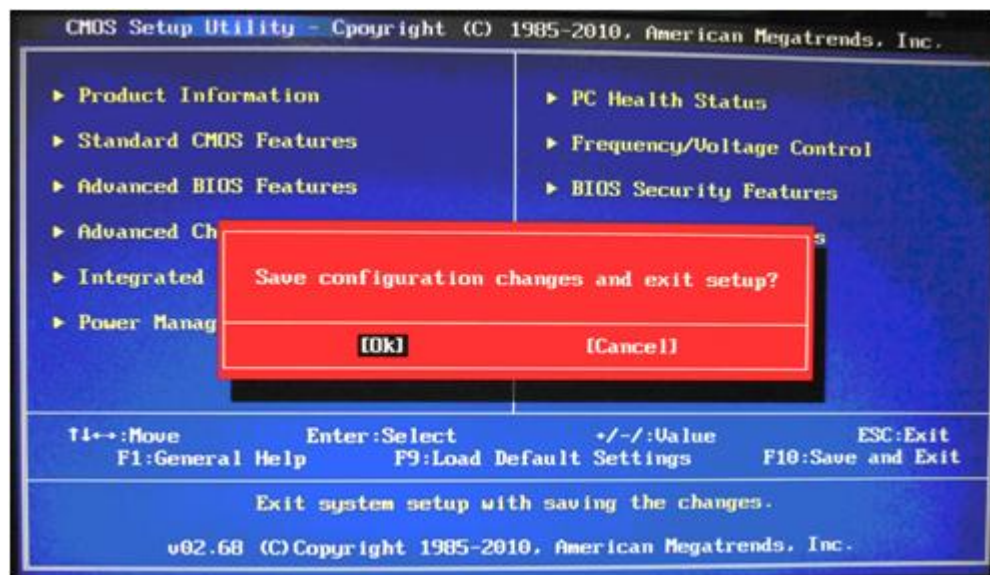 CMOS Setup Utility - Cpoyright (C) 1985-2010, American Megatrends, Inc.
▶ Product Information
▶ Standard CMOS Features
▶ Advanced BIOS Features
▶ Advanced Ch
▶ Integrated
▶ Power Manag
▶ PC Health Status
▶ Frequency/Voltage Control
▶ BIOS Security Features
s
Save configuration changes and exit setup?
[Ok] [Cancel]
↑↓←→:Move Enter:Select +/-/:Value ESC:Exit
F1:General Help F9:Load Default Settings F10:Save and Exit
Exit system setup with saving the changes.
v02.68 (C)Copyright 1985-2010, American Megatrends, Inc.